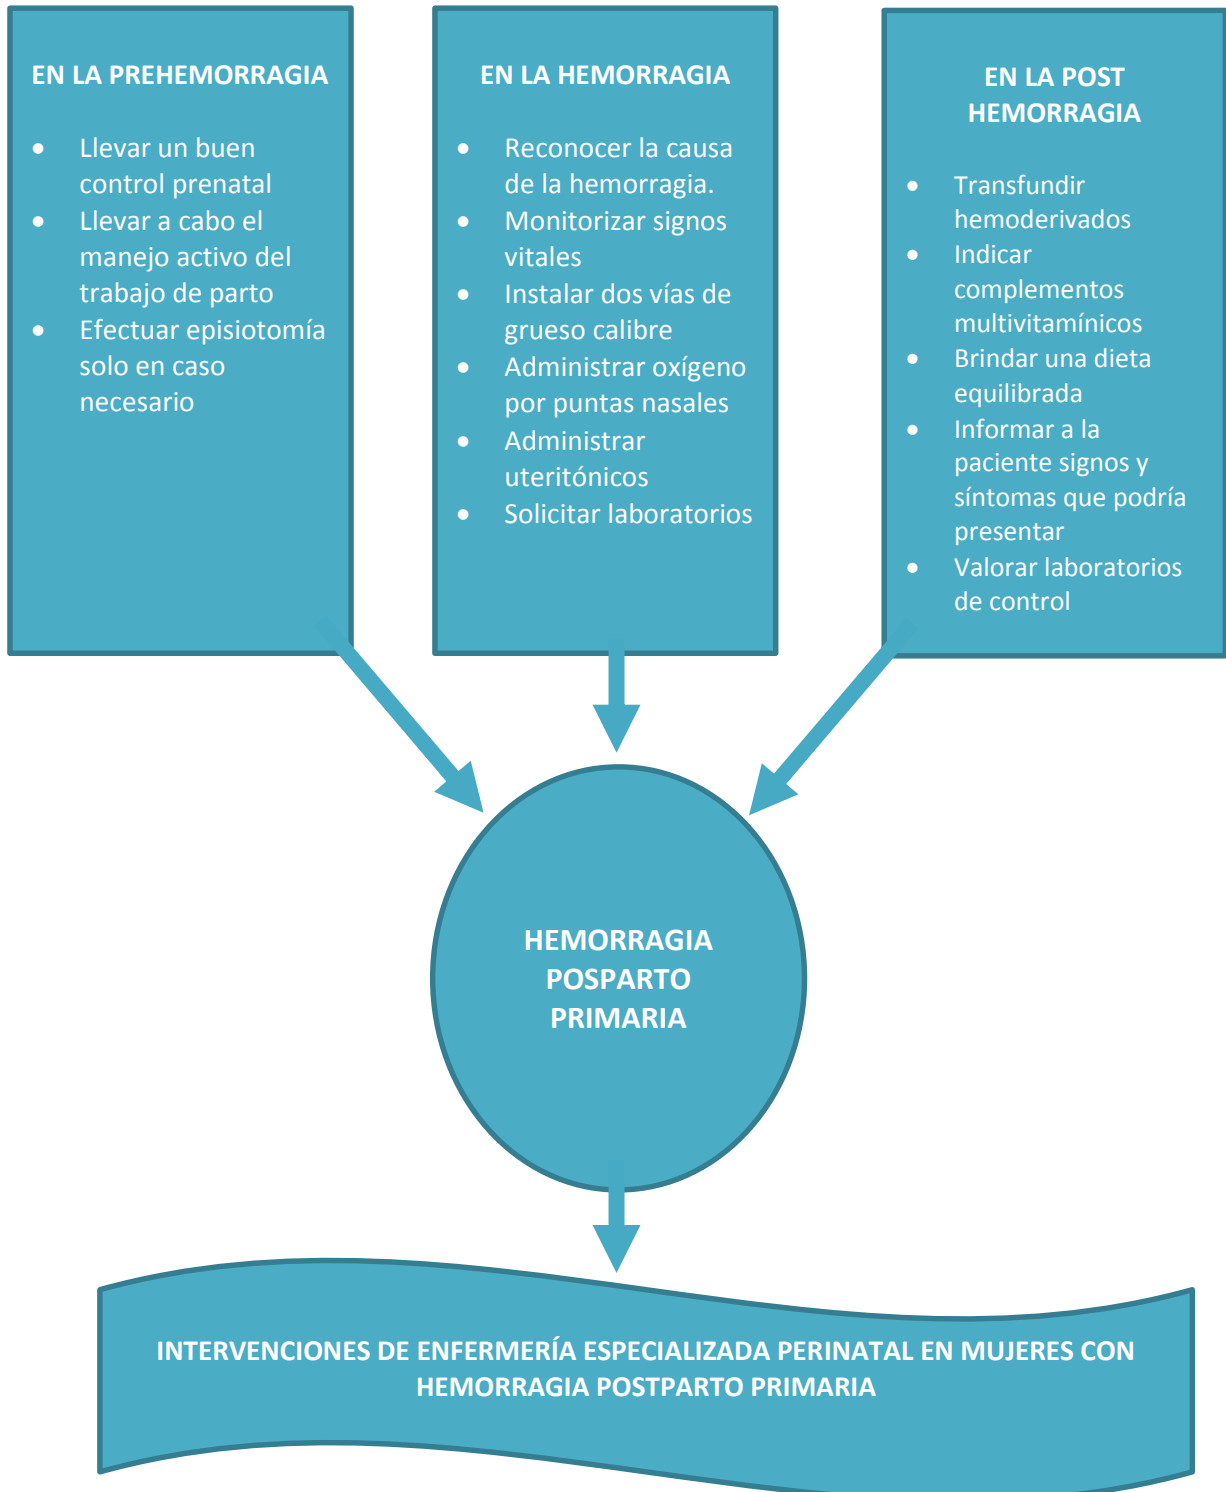 EN LA PREHEMORRAGIA
• Llevar un buen
control prenatal
• Llevar a cabo el
manejo activo del
trabajo de parto
• Efectuar episiotomía
solo en caso
necesario
EN LA HEMORRAGIA
• Reconocer la causa
de la hemorragia.
• Monitorizar signos
vitales
• Instalar dos vías de
grueso calibre
• Administrar oxígeno
por puntas nasales
• Administrar
uteritónicos
• Solicitar laboratorios
EN LA POST
HEMORRAGIA
• Transfundir
hemoderivados
• Indicar
complementos
multivitamínicos
• Brindar una dieta
equilibrada
• Informar a la
paciente signos y
síntomas que podría
presentar
• Valorar laboratorios
de control
HEMORRAGIA
POSPARTO
PRIMARIA
INTERVENCIONES DE ENFERMERÍA ESPECIALIZADA PERINATAL EN MUJERES CON
HEMORRAGIA POSTPARTO PRIMARIA